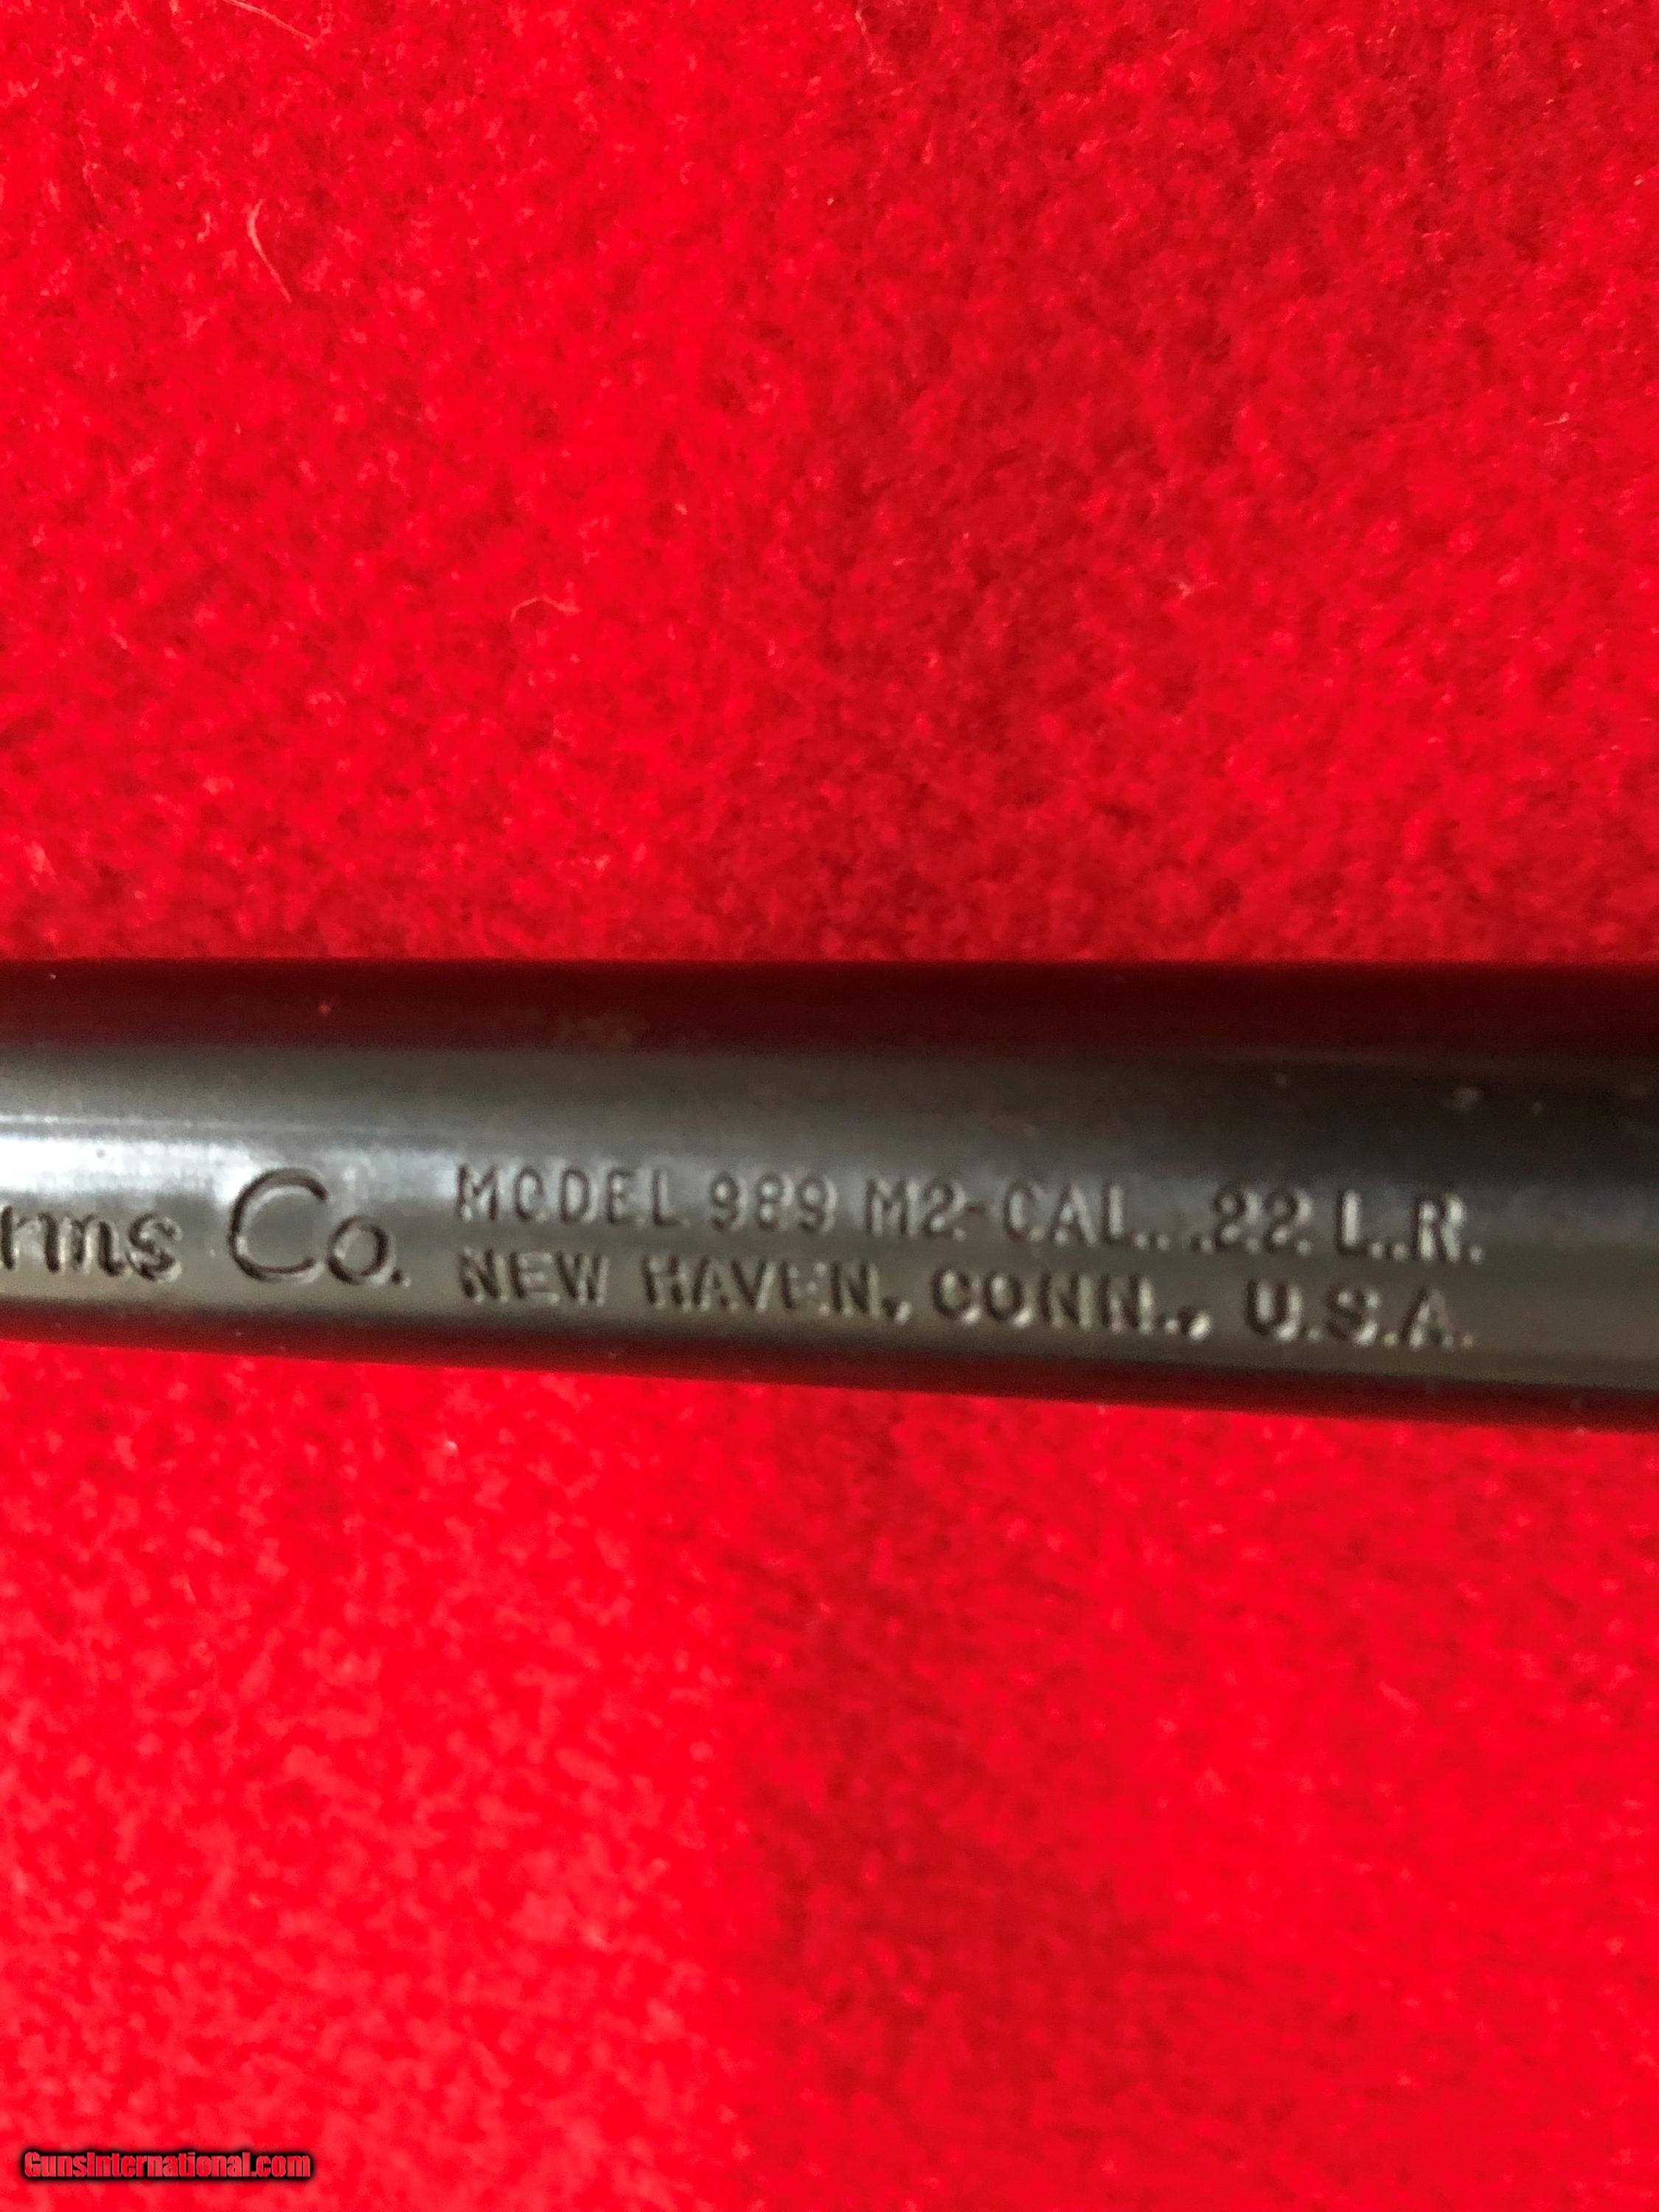 rms Co. MODEL 989 M2-CAL. .22 L.R.
NEW HAVEN, CONN., U.S.A.
GunsInternational.com